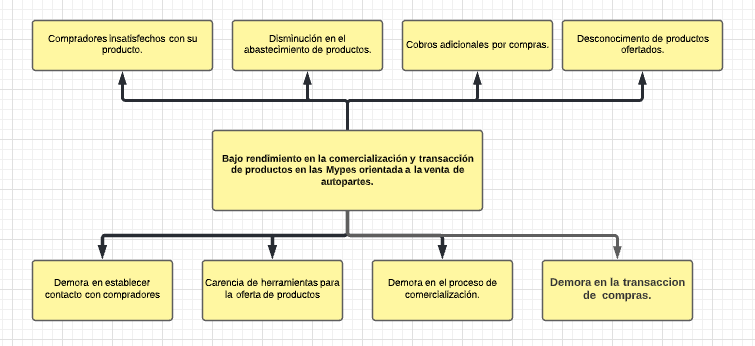 Compradores insatisfechos con su
producto.
Disminución en el
abastecimiento de productos.
Cobros adicionales por compras.
Desconocimento de productos
ofertados.
Bajo rendimiento en la comercialización y transacción
de productos en las Mypes orientada a la venta de
autopartes.
Demora en establecer
contacto con compradores
Carencia de herramientas para
la oferta de productos
Demora en el proceso de
comercialización.
Demora en la transaccion
de compras.